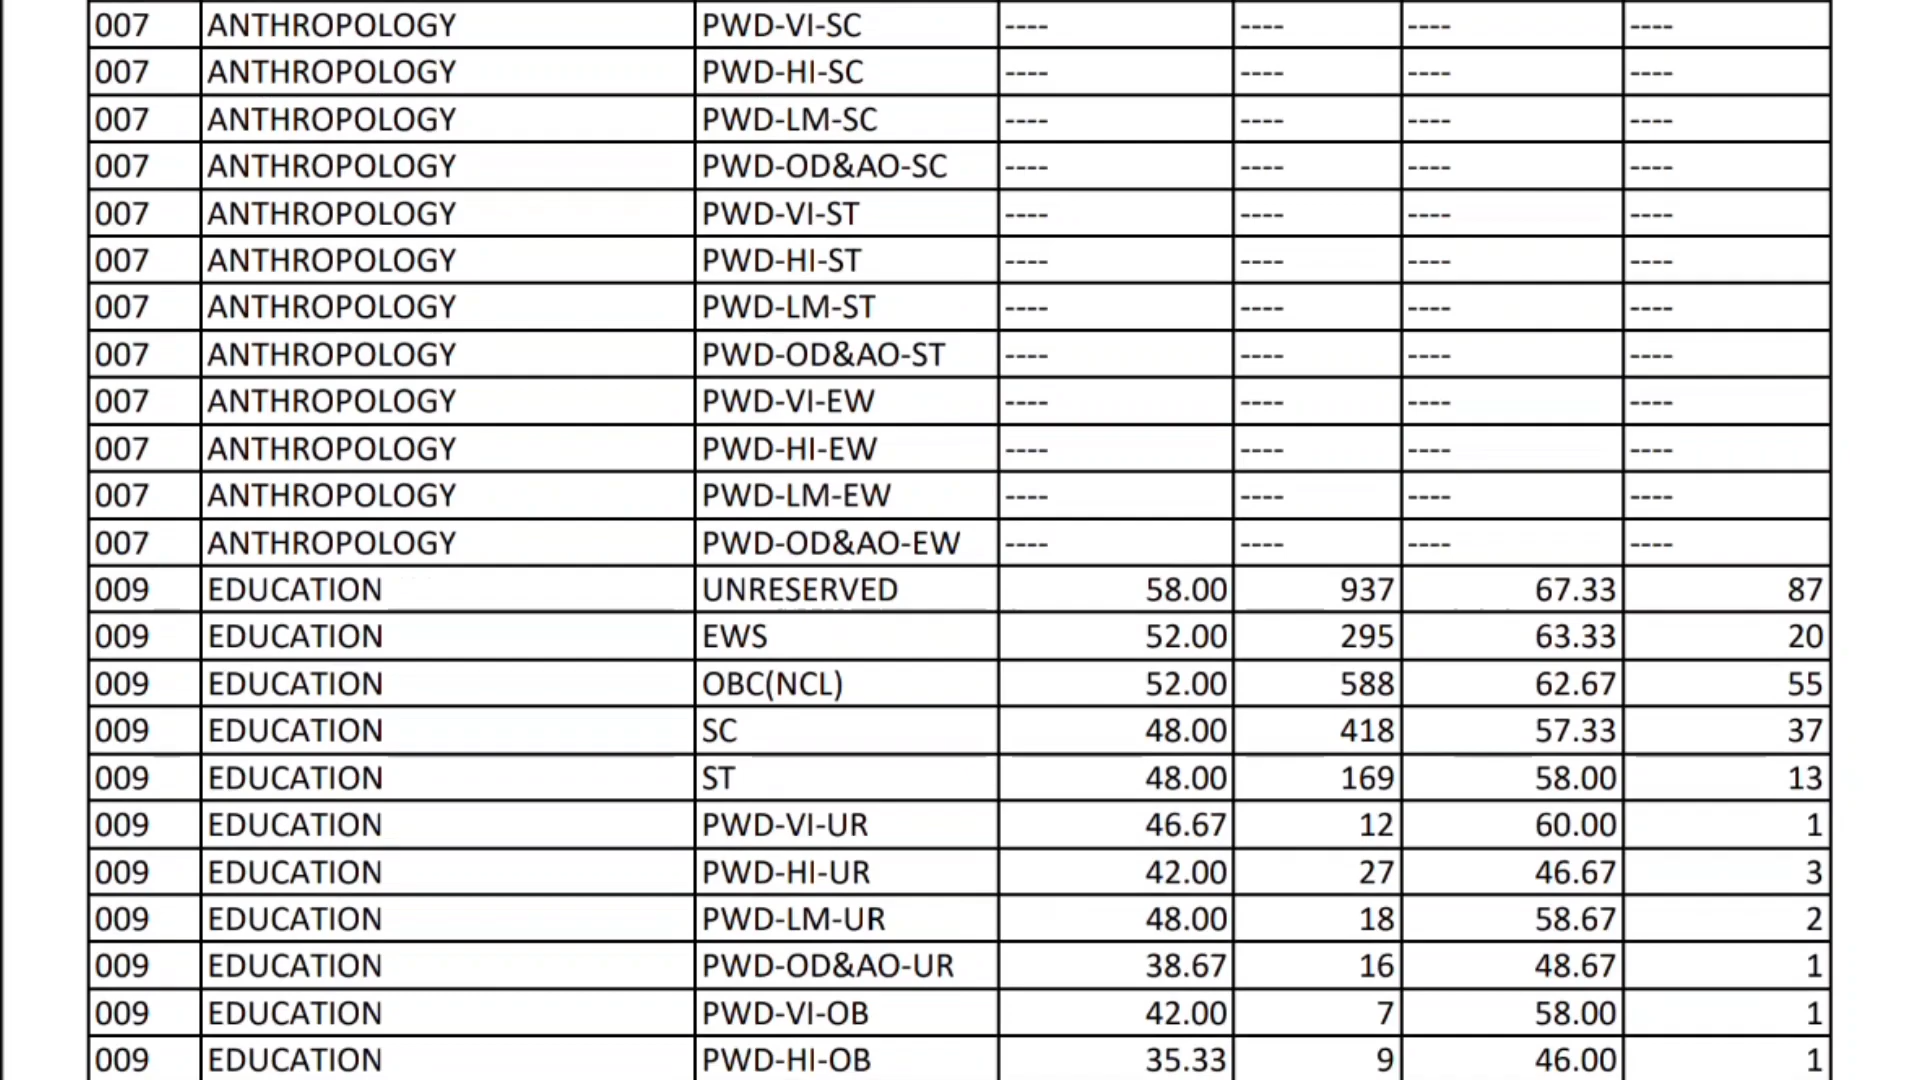 007 ANTHROPOLOGY PWD-VI-SC ---- ---- ---- ----
007 ANTHROPOLOGY PWD-HI-SC ---- ---- ---- ----
007 ANTHROPOLOGY PWD-LM-SC ---- ---- ---- ----
007 ANTHROPOLOGY PWD-OD&AO-SC ---- ---- ---- ----
007 ANTHROPOLOGY PWD-VI-ST ---- ---- ---- ----
007 ANTHROPOLOGY PWD-HI-ST ---- ---- ---- ----
007 ANTHROPOLOGY PWD-LM-ST ---- ---- ---- ----
007 ANTHROPOLOGY PWD-OD&AO-ST ---- ---- ---- ----
007 ANTHROPOLOGY PWD-VI-EW ---- ---- ---- ----
007 ANTHROPOLOGY PWD-HI-EW ---- ---- ---- ----
007 ANTHROPOLOGY PWD-LM-EW ---- ---- ---- ----
007 ANTHROPOLOGY PWD-OD&AO-EW ---- ---- ---- ----
009 EDUCATION UNRESERVED 58.00 937 67.33 87
009 EDUCATION EWS 52.00 295 63.33 20
009 EDUCATION OBC(NCL) 52.00 588 62.67 55
009 EDUCATION SC 48.00 418 57.33 37
009 EDUCATION ST 48.00 169 58.00 13
009 EDUCATION PWD-VI-UR 46.67 12 60.00 1
009 EDUCATION PWD-HI-UR 42.00 27 46.67 3
009 EDUCATION PWD-LM-UR 48.00 18 58.67 2
009 EDUCATION PWD-OD&AO-UR 38.67 16 48.67 1
009 EDUCATION PWD-VI-OB 42.00 7 58.00 1
009 EDUCATION PWD-HI-OB 35.33 9 46.00 1